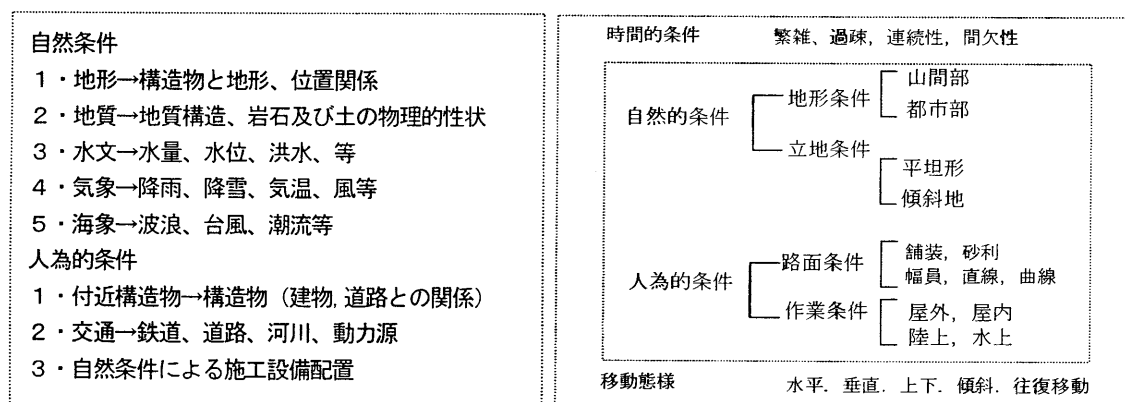 自然条件
1・地形→構造物と地形、位置関係
2・地質→地質構造、岩石及び土の物理的性状
3・水文→水量、水位、洪水、等
4・気象→降雨、降雪、気温、風等
5・海象→波浪、台風、潮流等
人為的条件
1・付近構造物→構造物（建物,道路との関係）
2・交通→鉄道、道路、河川、動力源
3・自然条件による施工設備配置
時間的条件 繁雑、過疎，連続性，間欠性
自然的条件
地形条件
山間部
都市部
立地条件
平坦形
傾斜地
人為的条件
路面条件
舗装，砂利
幅員，直線，曲線
作業条件
屋外，屋内
陸上，水上
移動態様 水平．垂直．上下．傾斜．往復移動